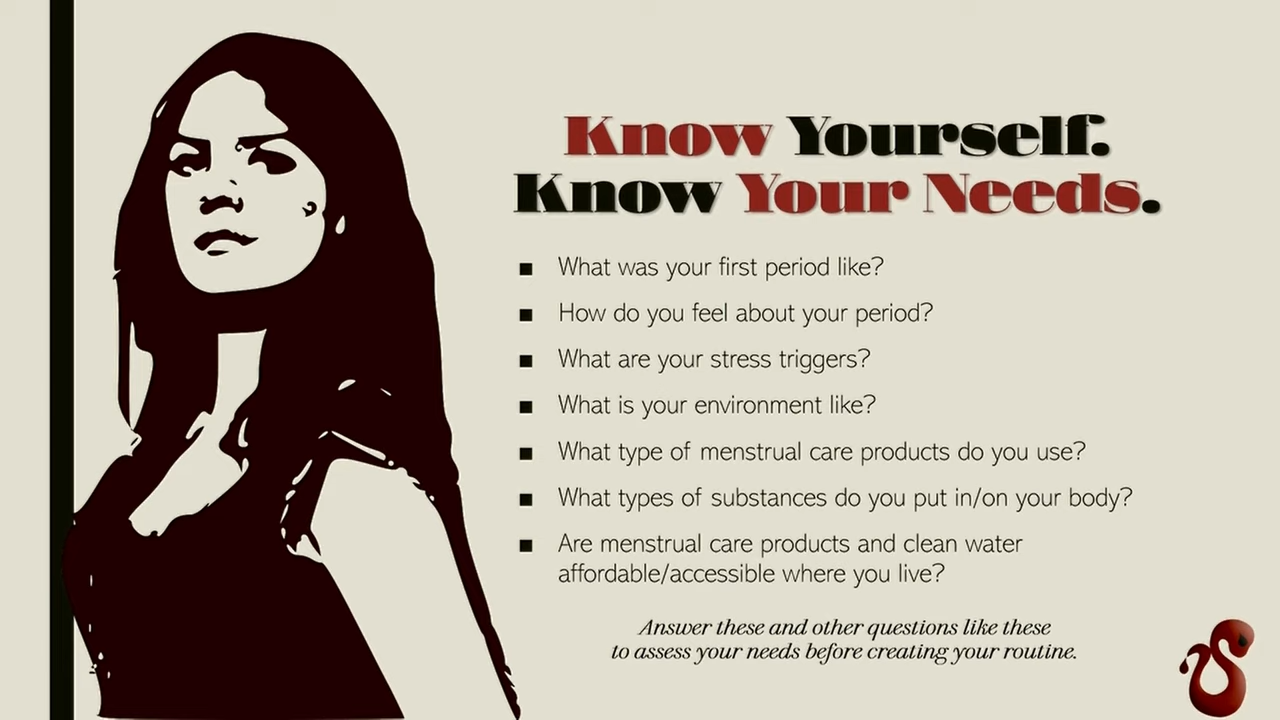 Know Yourself.
Know Your Needs.
■ What was your first period like?
■ How do you feel about your period?
■ What are your stress triggers?
■ What is your environment like?
■ What type of menstrual care products do you use?
■ What types of substances do you put in/on your body?
■ Are menstrual care products and clean water
affordable/accessible where you live?
Answer these and other questions like these
to assess your needs before creating your routine.